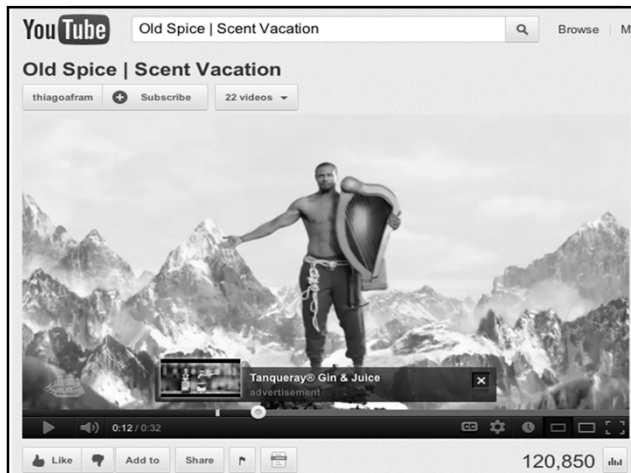 YouTube Old Spice | Scent Vacation Browse M
Old Spice | Scent Vacation
thiagoafram Subscribe 22 videos
Tanqueray® Gin & Juice
advertisement
0:12 / 0:32 CC
Like Add to Share 120,850